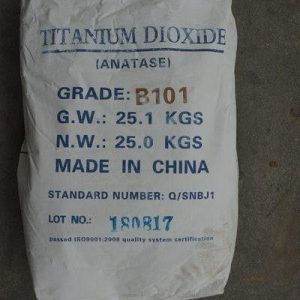 TITANIUM DIOXIDE
(ANATASE)
GRADE: B101
G.W.: 25.1 KGS
N.W.: 25.0 KGS
MADE IN CHINA
STANDARD NUMBER: Q/SNBJ1
LOT NO.: 180817
passed ISO9001:2008 quality system certification